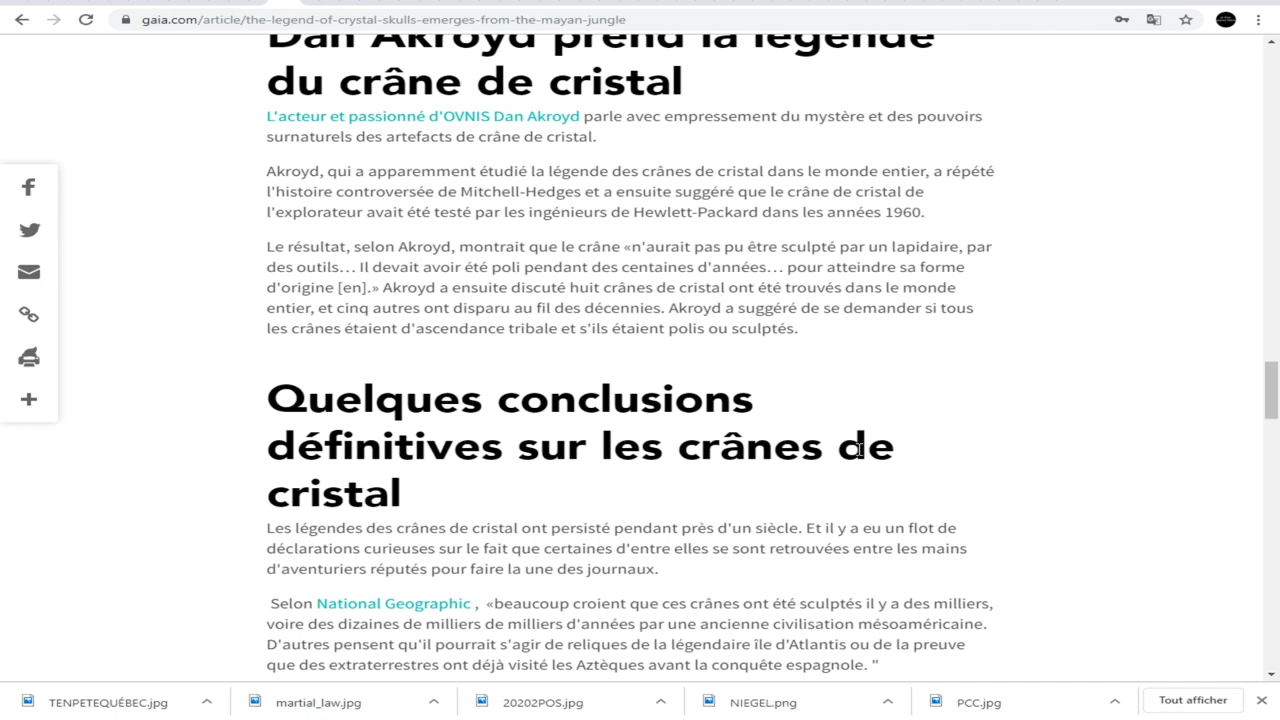 gaia.com/article/the-legend-of-crystal-skulls-emerges-from-the-mayan-jungle
Dan Akroyd prend la légende
du crâne de cristal
L'acteur et passionné d'OVNIS Dan Akroyd parle avec empressement du mystère et des pouvoirs
surnaturels des artefacts de crâne de cristal.
Akroyd, qui a apparemment étudié la légende des crânes de cristal dans le monde entier, a répété
l'histoire controversée de Mitchell-Hedges et a ensuite suggéré que le crâne de cristal de
l'explorateur avait été testé par les ingénieurs de Hewlett-Packard dans les années 1960.
Le résultat, selon Akroyd, montrait que le crâne «n'aurait pas pu être sculpté par un lapidaire, par
des outils... Il devait avoir été poli pendant des centaines d'années... pour atteindre sa forme
d'origine [en].» Akroyd a ensuite discuté huit crânes de cristal ont été trouvés dans le monde
entier, et cinq autres ont disparu au fil des décennies. Akroyd a suggéré de se demander si tous
les crânes étaient d'ascendance tribale et s'ils étaient polis ou sculptés.
Quelques conclusions
définitives sur les crânes de
cristal
Les légendes des crânes de cristal ont persisté pendant près d'un siècle. Et il y a eu un flot de
déclarations curieuses sur le fait que certaines d'entre elles se sont retrouvées entre les mains
d'aventuriers réputés pour faire la une des journaux.
Selon National Geographic , «beaucoup croient que ces crânes ont été sculptés il y a des milliers,
voire des dizaines de milliers de milliers d'années par une ancienne civilisation mésoaméricaine.
D'autres pensent qu'il pourrait s'agir de reliques de la légendaire île d'Atlantis ou de la preuve
que des extraterrestres ont déjà visité les Aztèques avant la conquête espagnole. "
TENPETEQUÉBEC.jpg martial_law.jpg 20202POS.jpg NIEGEL.png PCC.jpg Tout afficher